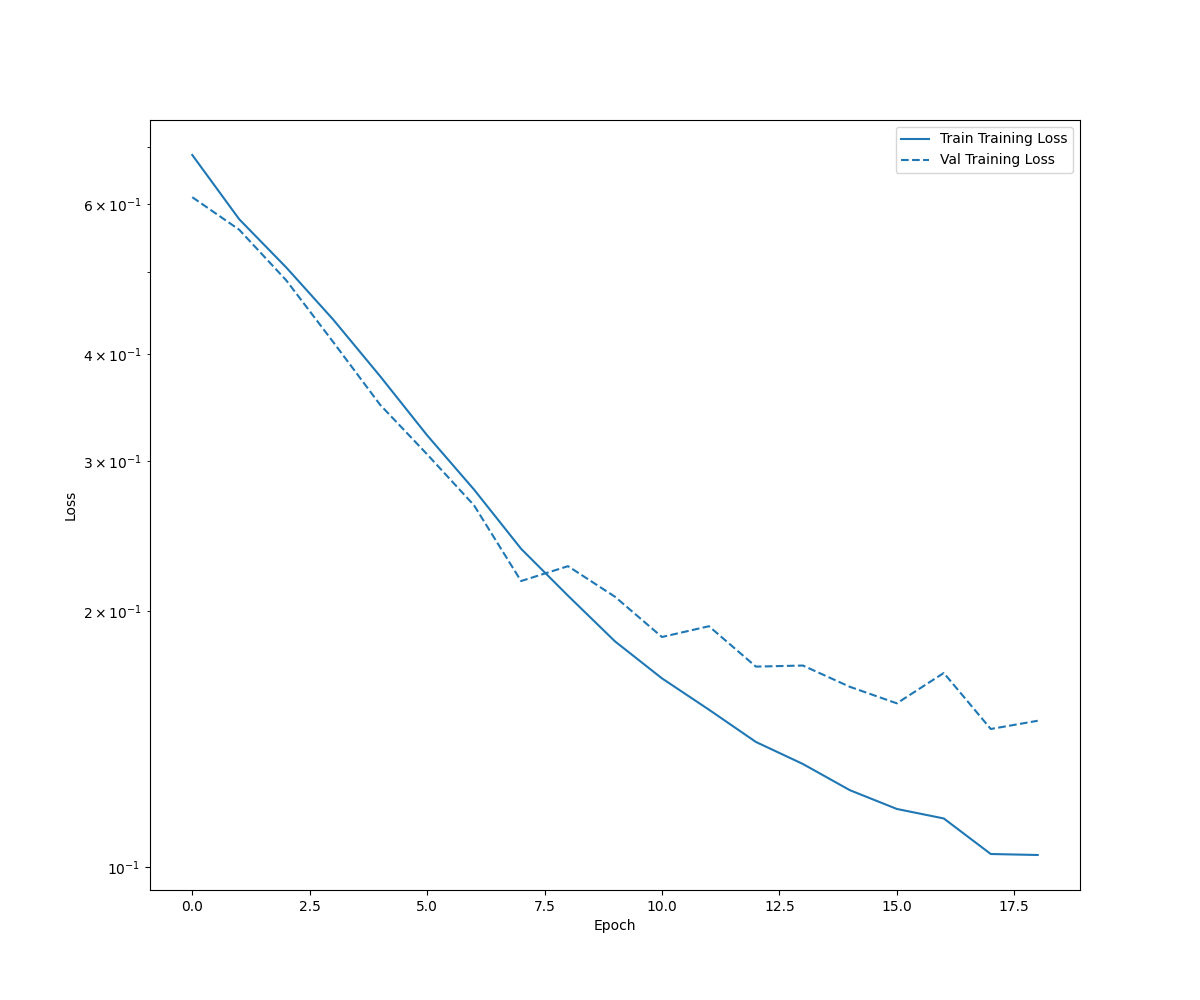 Train Training Loss
Val Training Loss
6 × 10⁻¹
4 × 10⁻¹
3 × 10⁻¹
2 × 10⁻¹
10⁻¹
Loss
0.0 2.5 5.0 7.5 10.0 12.5 15.0 17.5
Epoch